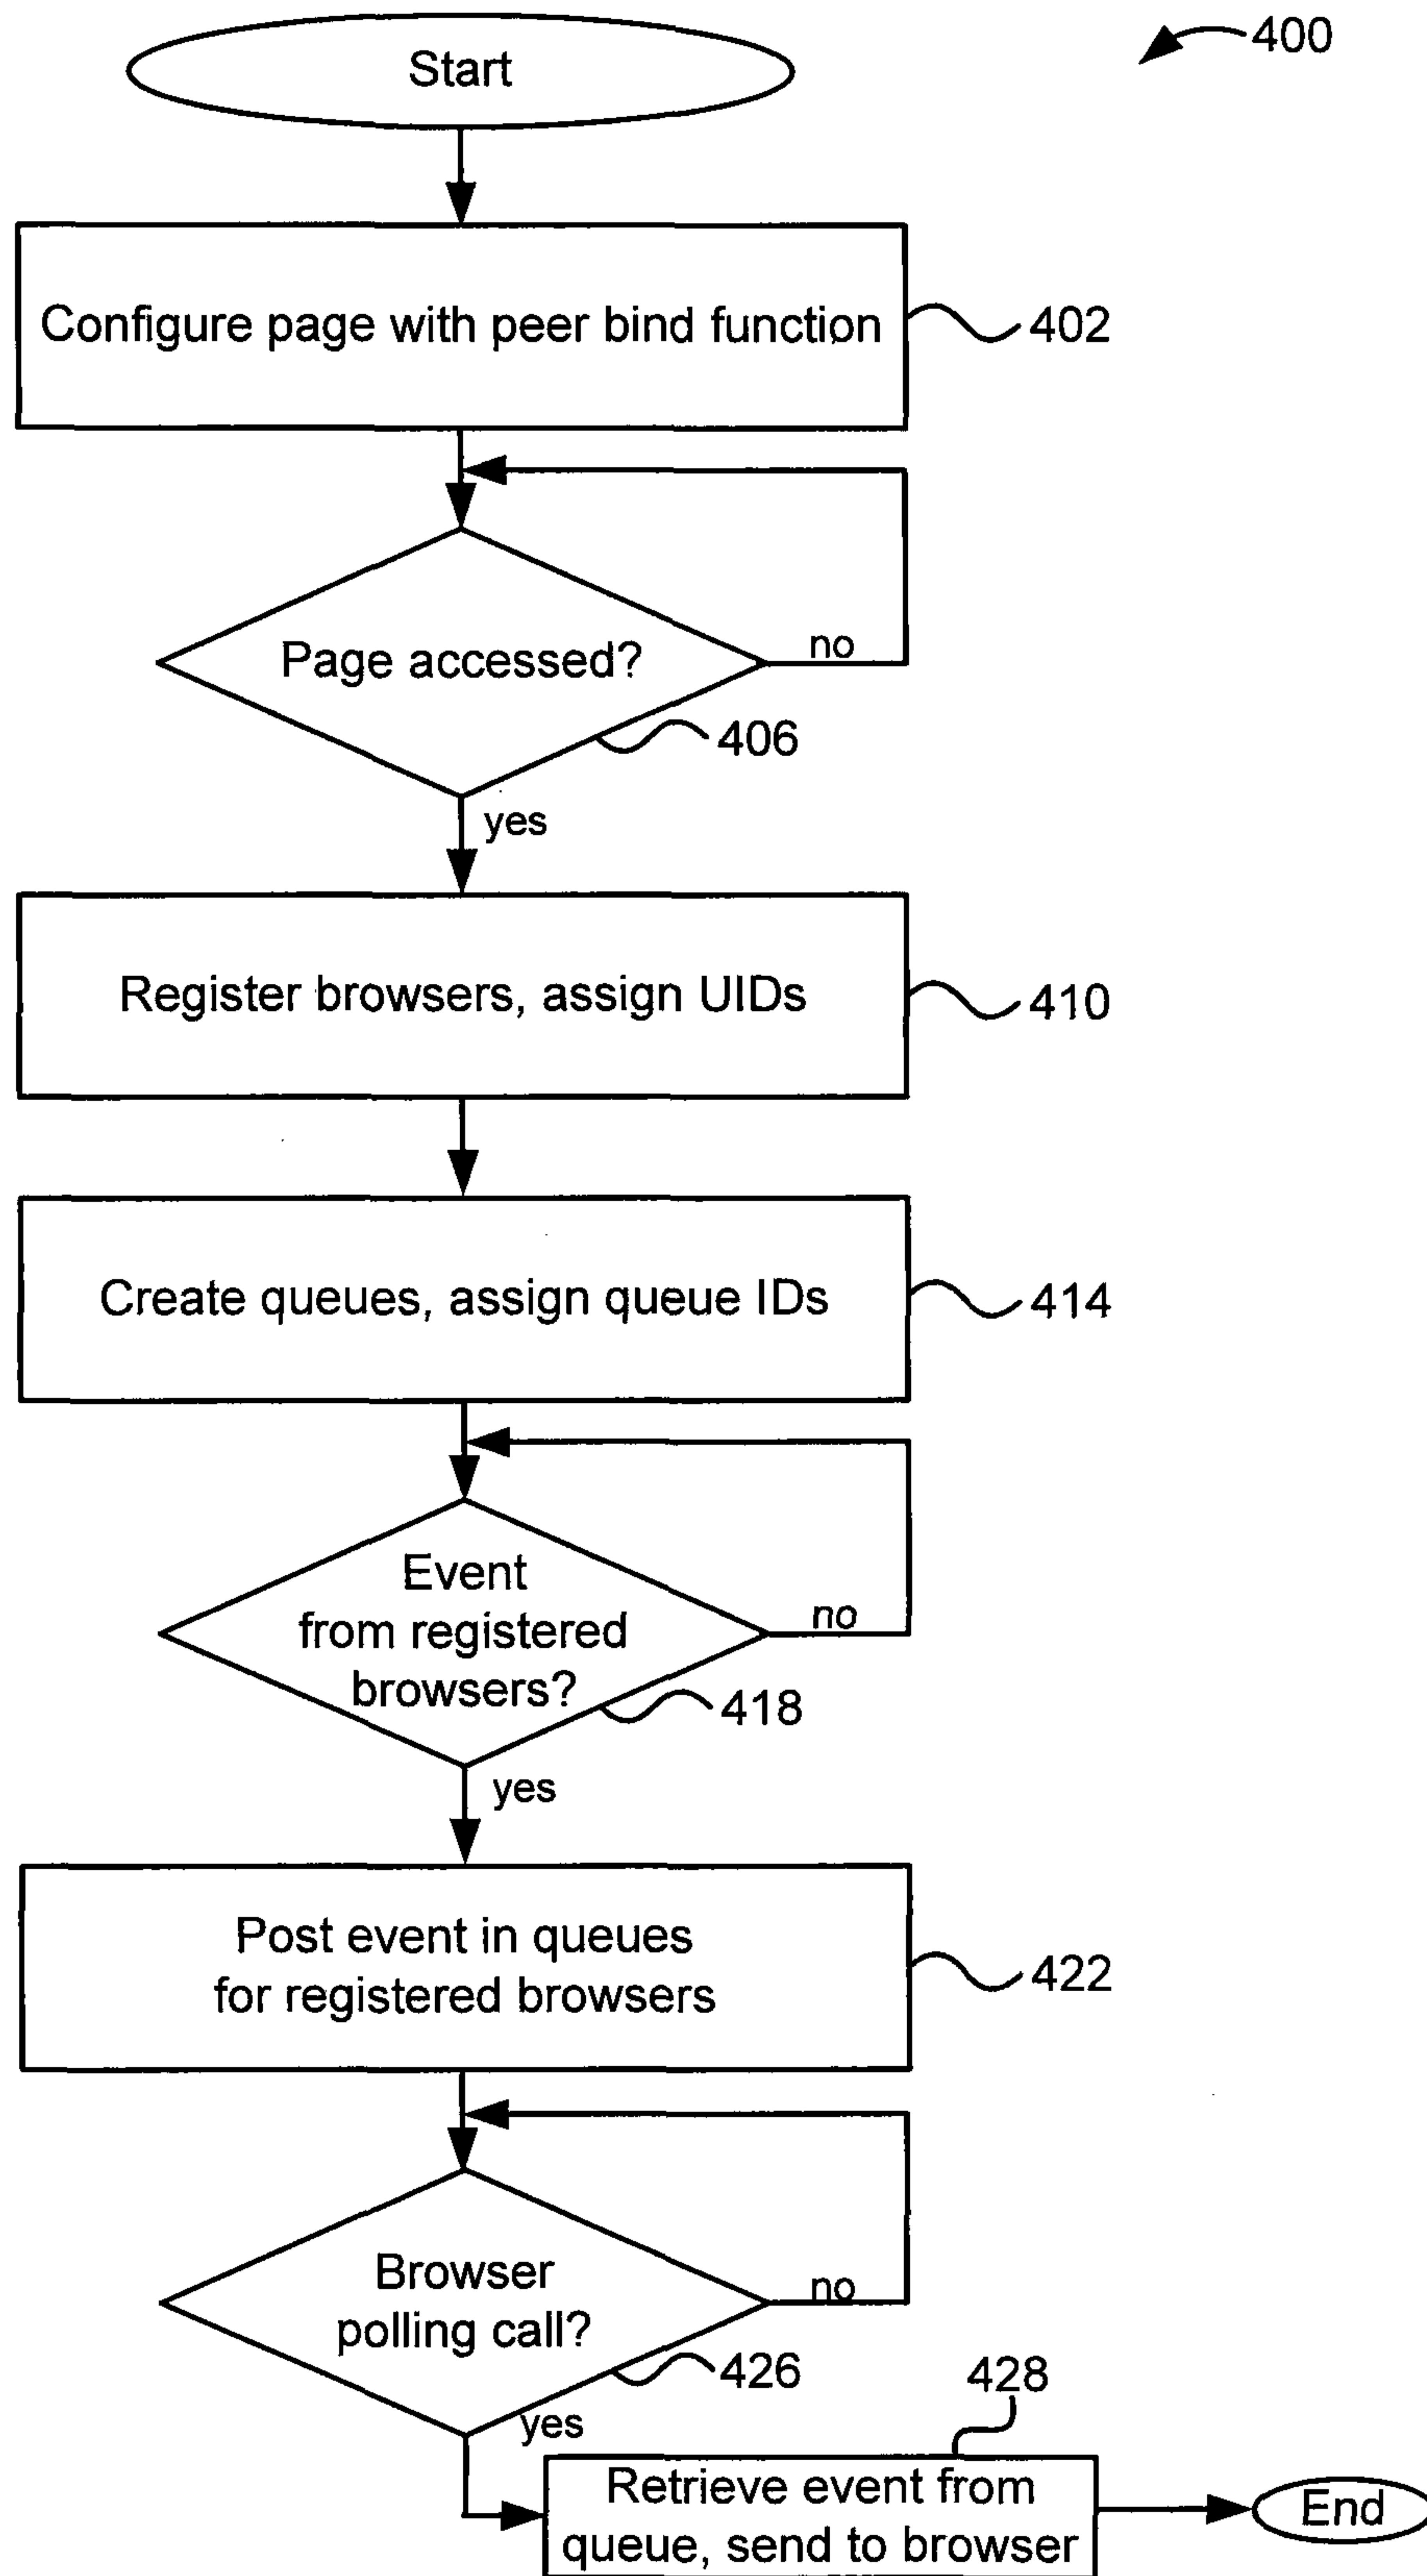 Start
400
Configure page with peer bind function
402
Page accessed?
no
406
yes
Register browsers, assign UIDs
410
Create queues, assign queue IDs
414
Event
from registered
browsers?
no
418
yes
Post event in queues
for registered browsers
422
Browser
polling call?
no
426
yes
428
Retrieve event from
queue, send to browser
End